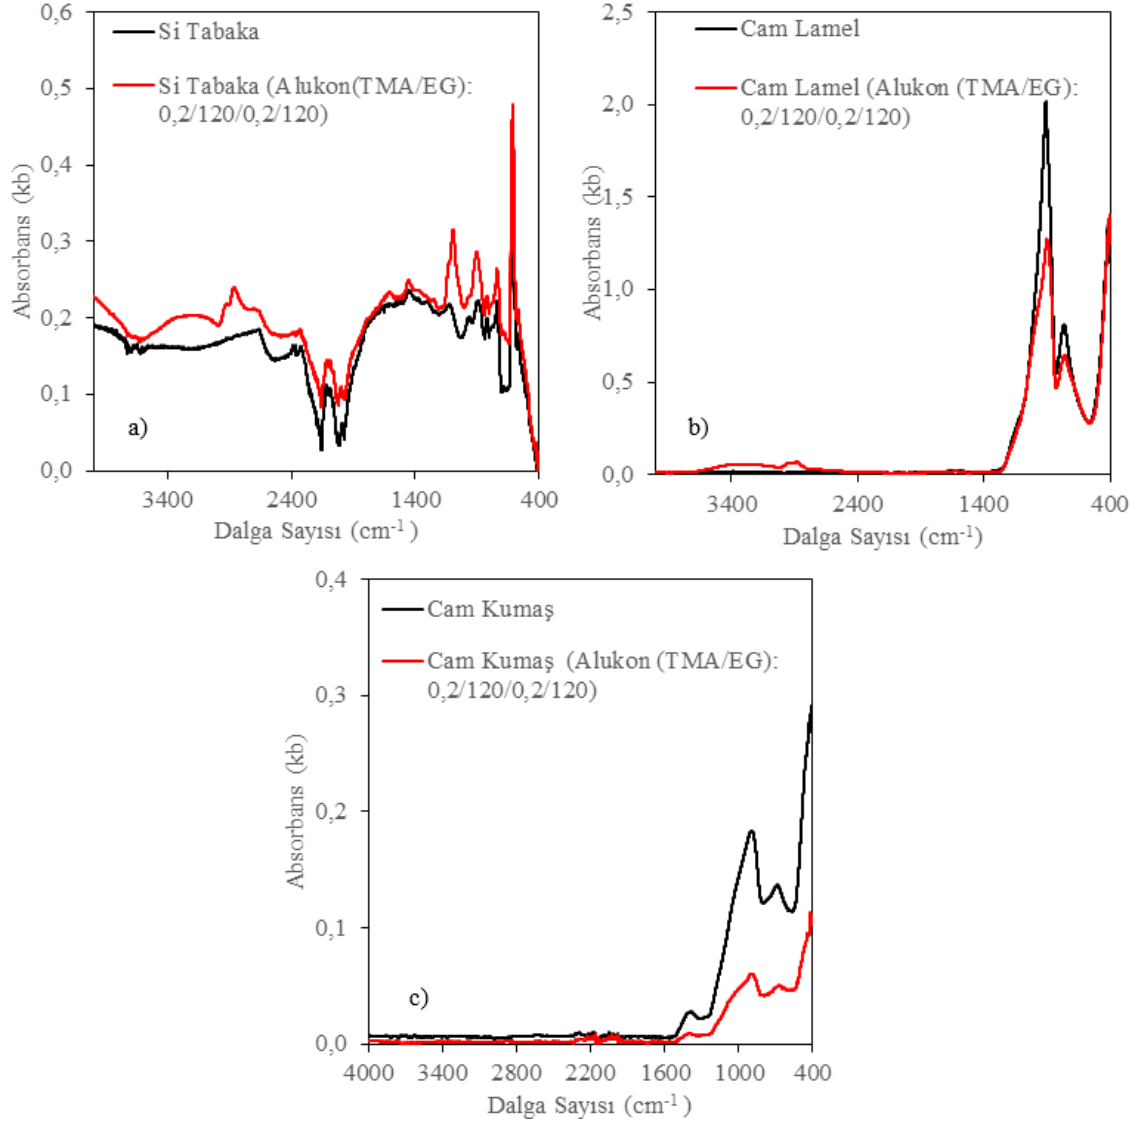 0,6
0,5
0,4
0,3
0,2
0,1
0,0
Absorbans (kb)
Si Tabaka
Si Tabaka (Alukon(TMA/EG):
0,2/120/0,2/120)
a)
3400 2400 1400 400
Dalga Sayısı (cm-1)
2,5
2,0
1,5
1,0
0,5
0,0
Absorbans (kb)
Cam Lamel
Cam Lamel (Alukon (TMA/EG):
0,2/120/0,2/120)
b)
3400 2400 1400 400
Dalga Sayısı (cm-1)
0,4
0,3
0,2
0,1
0,0
Absorbans (kb)
Cam Kumaş
Cam Kumaş (Alukon (TMA/EG):
0,2/120/0,2/120)
c)
4000 3400 2800 2200 1600 1000 400
Dalga Sayısı (cm-1 )